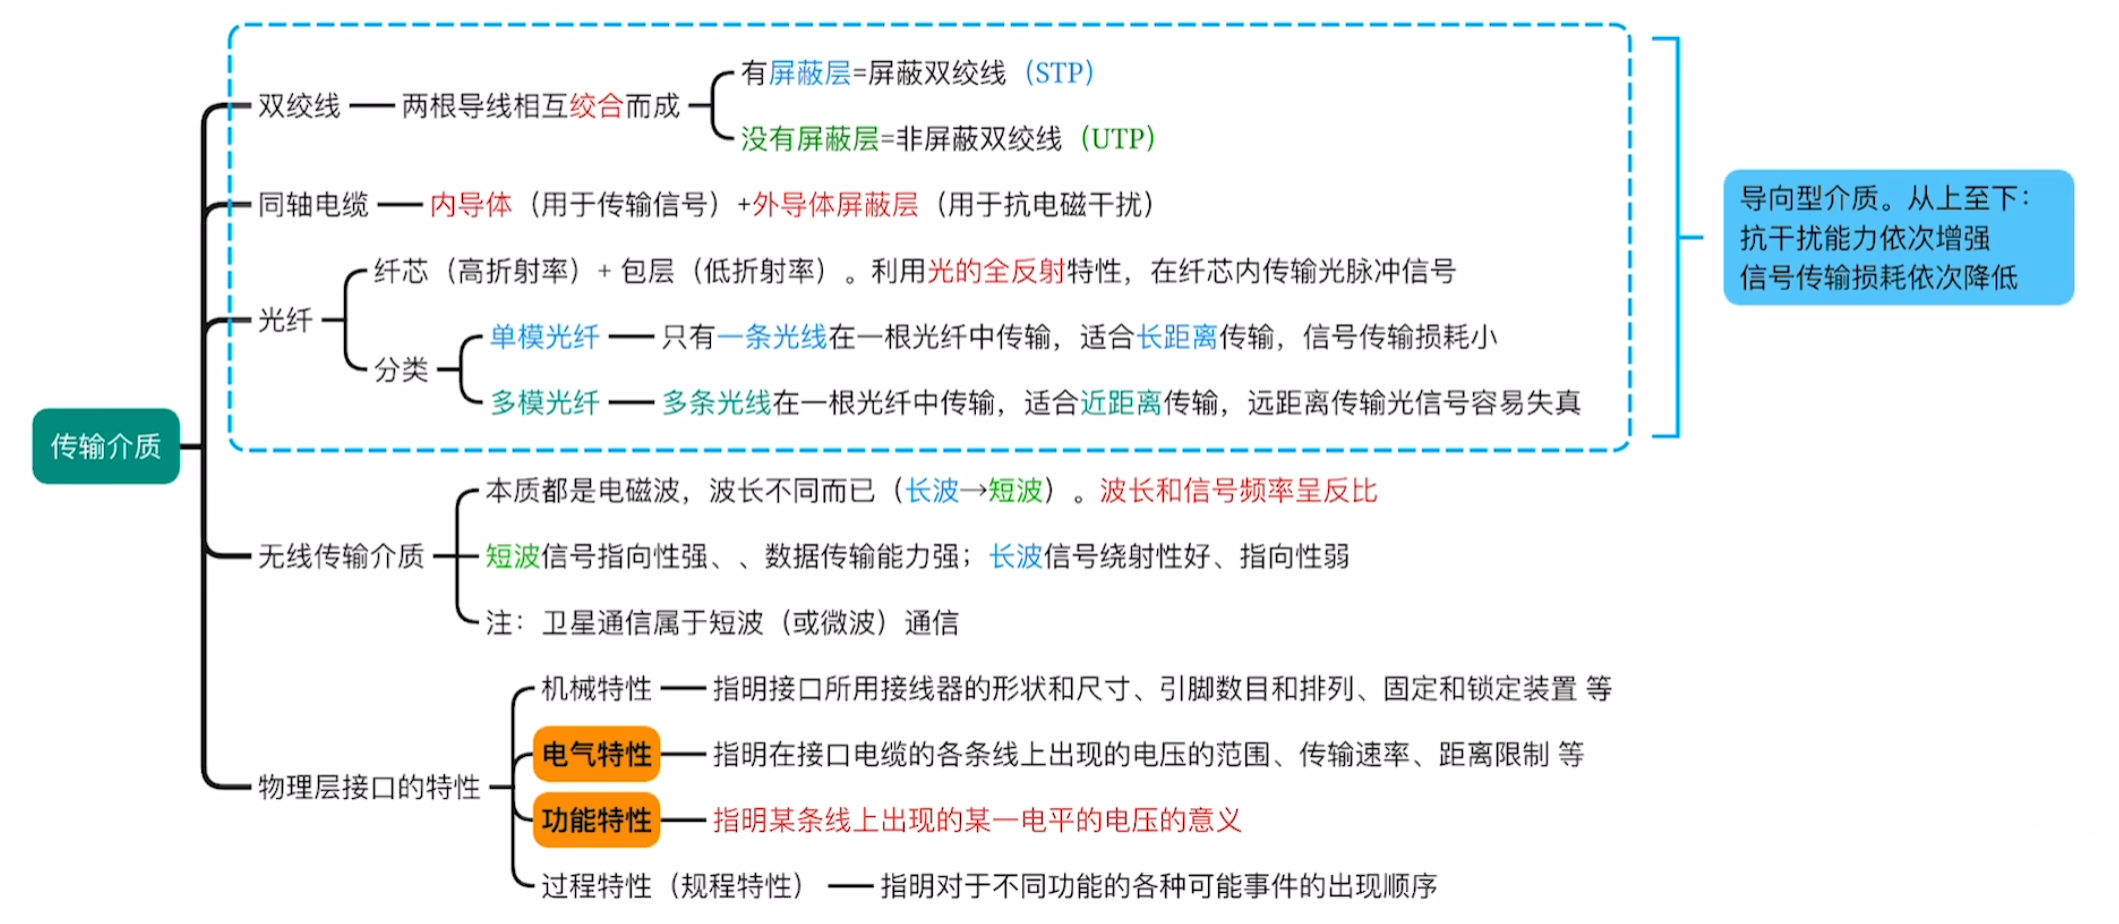 双绞线
两根导线相互绞合而成
有屏蔽层=屏蔽双绞线（STP）
没有屏蔽层=非屏蔽双绞线（UTP）
同轴电缆
内导体（用于传输信号）+外导体屏蔽层（用于抗电磁干扰）
光纤
纤芯（高折射率）+ 包层（低折射率）。利用光的全反射特性，在纤芯内传输光脉冲信号
分类
单模光纤
只有一条光线在一根光纤中传输，适合长距离传输，信号传输损耗小
多模光纤
多条光线在一根光纤中传输，适合近距离传输，远距离传输光信号容易失真
导向型介质。从上至下：
抗干扰能力依次增强
信号传输损耗依次降低
传输介质
无线传输介质
本质都是电磁波，波长不同而已（长波→短波）。波长和信号频率呈反比
短波信号指向性强、、数据传输能力强；长波信号绕射性好、指向性弱
注：卫星通信属于短波（或微波）通信
物理层接口的特性
机械特性
指明接口所用接线器的形状和尺寸、引脚数目和排列、固定和锁定装置 等
电气特性
指明在接口电缆的各条线上出现的电压的范围、传输速率、距离限制 等
功能特性
指明某条线上出现的某一电平的电压的意义
过程特性（规程特性）
指明对于不同功能的各种可能事件的出现顺序